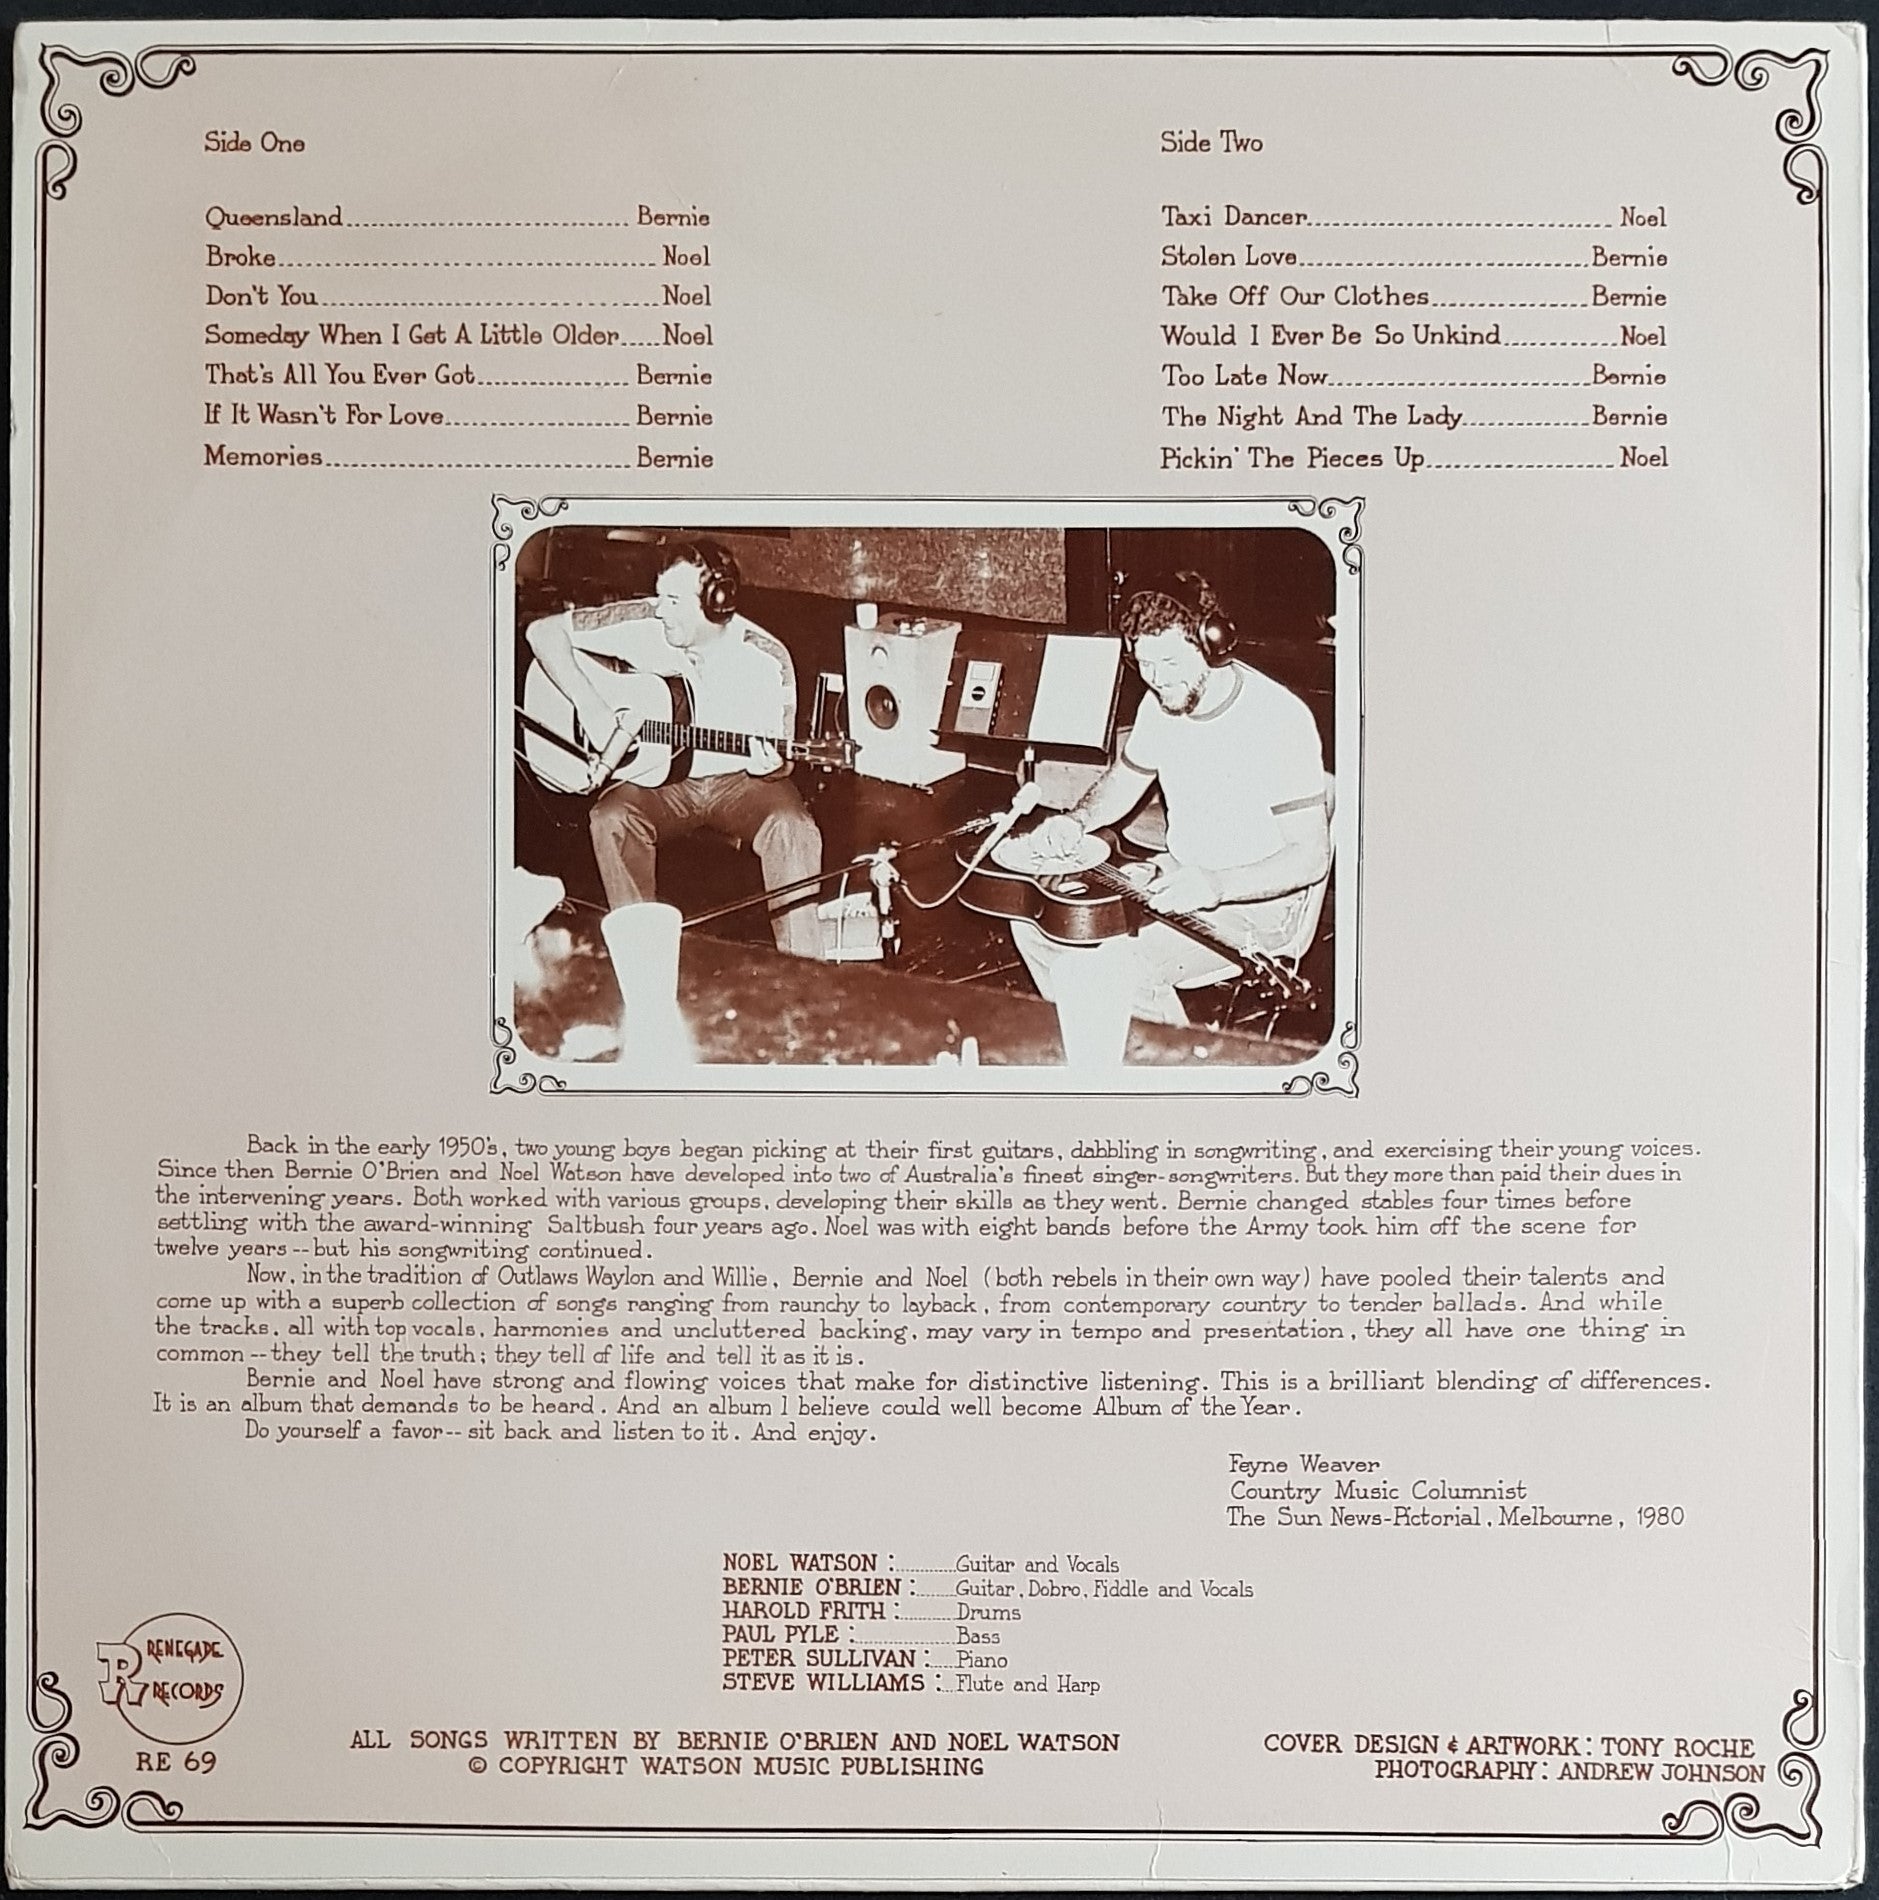 Side One
Queensland.............................. Bernie
Broke........................................ Noel
Don't You.................................... Noel
Someday When I Get A Little Older..... Noel
That's All You Ever Got................ Bernie
If It Wasn't For Love.................... Bernie
Memories................................ Bernie
Side Two
Taxi Dancer................................ Noel
Stolen Love............................... Bernie
Take Off Our Clothes................. Bernie
Would I Ever Be So Unkind............ Noel
Too Late Now............................ Bernie
The Night And The Lady.............. Bernie
Pickin' The Pieces Up.................... Noel
Back in the early 1950's, two young boys began picking at their first guitars, dabbling in songwriting, and exercising their young voices.
Since then Bernie O'Brien and Noel Watson have developed into two of Australia's finest singer-songwriters. But they more than paid their dues in
the intervening years. Both worked with various groups, developing their skills as they went. Bernie changed stables four times before
settling with the award-winning Saltbush four years ago. Noel was with eight bands before the Army took him off the scene for
twelve years -- but his songwriting continued.
Now, in the tradition of Outlaws Waylon and Willie, Bernie and Noel (both rebels in their own way) have pooled their talents and
come up with a superb collection of songs ranging from raunchy to layback, from contemporary country to tender ballads. And while
the tracks, all with top vocals, harmonies and uncluttered backing, may vary in tempo and presentation, they all have one thing in
common -- they tell the truth; they tell of life and tell it as it is.
Bernie and Noel have strong and flowing voices that make for distinctive listening. This is a brilliant blending of differences.
It is an album that demands to be heard. And an album I believe could well become Album of the Year.
Do yourself a favor -- sit back and listen to it. And enjoy.
Feyne Weaver
Country Music Columnist
The Sun News-Pictorial, Melbourne, 1980
NOEL WATSON :............Guitar and Vocals
BERNIE O'BRIEN :.......Guitar, Dobro, Fiddle and Vocals
HAROLD FRITH :..........Drums
PAUL PYLE :...................Bass
PETER SULLIVAN :.....Piano
STEVE WILLIAMS :...Flute and Harp
R RENEGADE
RECORDS
RE 69
ALL SONGS WRITTEN BY BERNIE O'BRIEN AND NOEL WATSON
© COPYRIGHT WATSON MUSIC PUBLISHING
COVER DESIGN & ARTWORK: TONY ROCHE
PHOTOGRAPHY: ANDREW JOHNSON